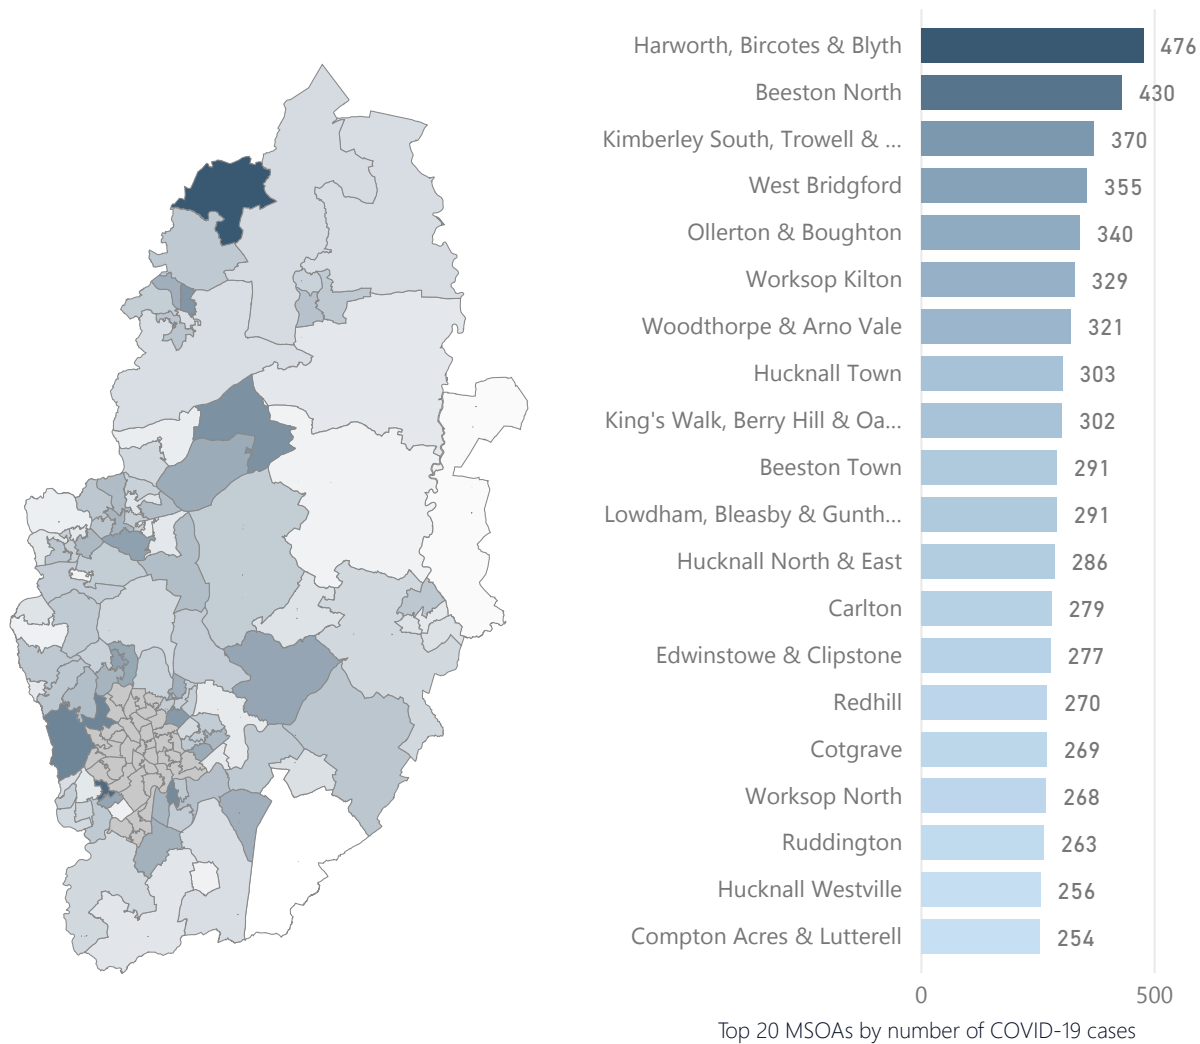 Harworth, Bircotes & Blyth 476
Beeston North 430
Kimberley South, Trowell & ... 370
West Bridgford 355
Ollerton & Boughton 340
Worksop Kilton 329
Woodthorpe & Arno Vale 321
Hucknall Town 303
King's Walk, Berry Hill & Oa... 302
Beeston Town 291
Lowdham, Bleasby & Gunth... 291
Hucknall North & East 286
Carlton 279
Edwinstowe & Clipstone 277
Redhill 270
Cotgrave 269
Worksop North 268
Ruddington 263
Hucknall Westville 256
Compton Acres & Lutterell 254
0 500
Top 20 MSOAs by number of COVID-19 cases